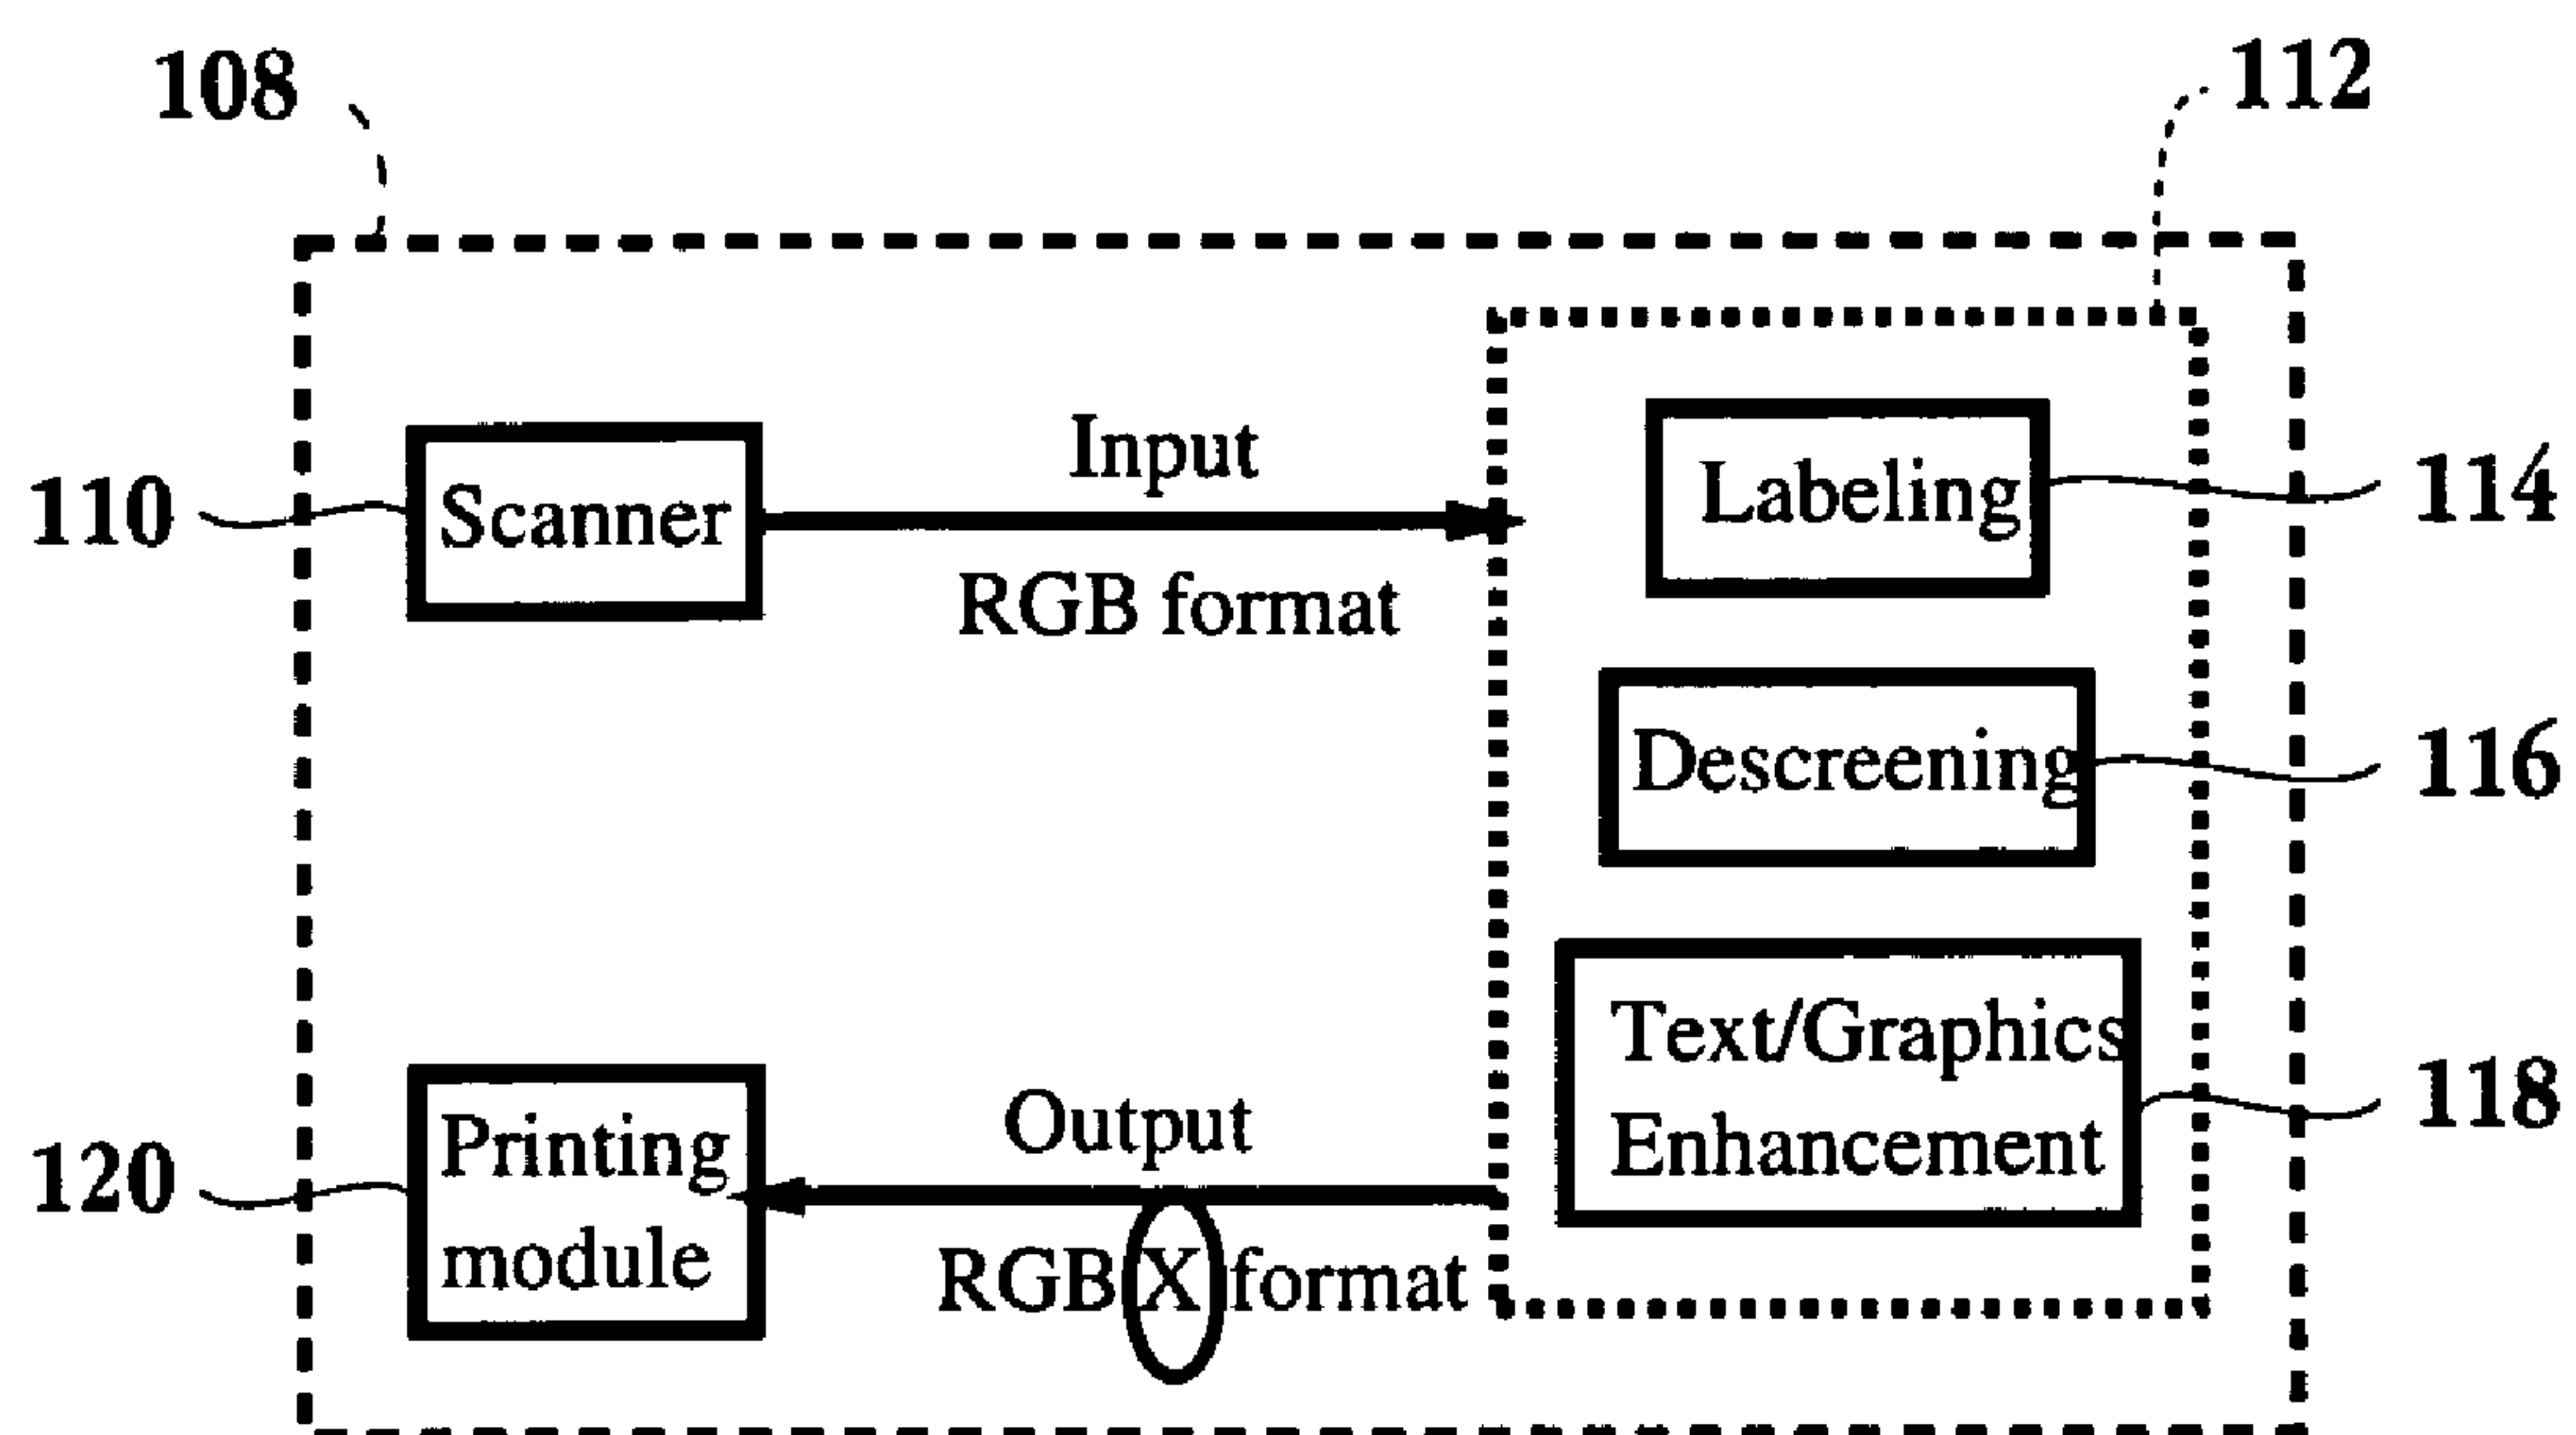 108
112
Input
110
Scanner
Labeling
114
RGB format
Descreening
116
Text/Graphics
Enhancement
118
Output
120
Printing
module
RGB X format